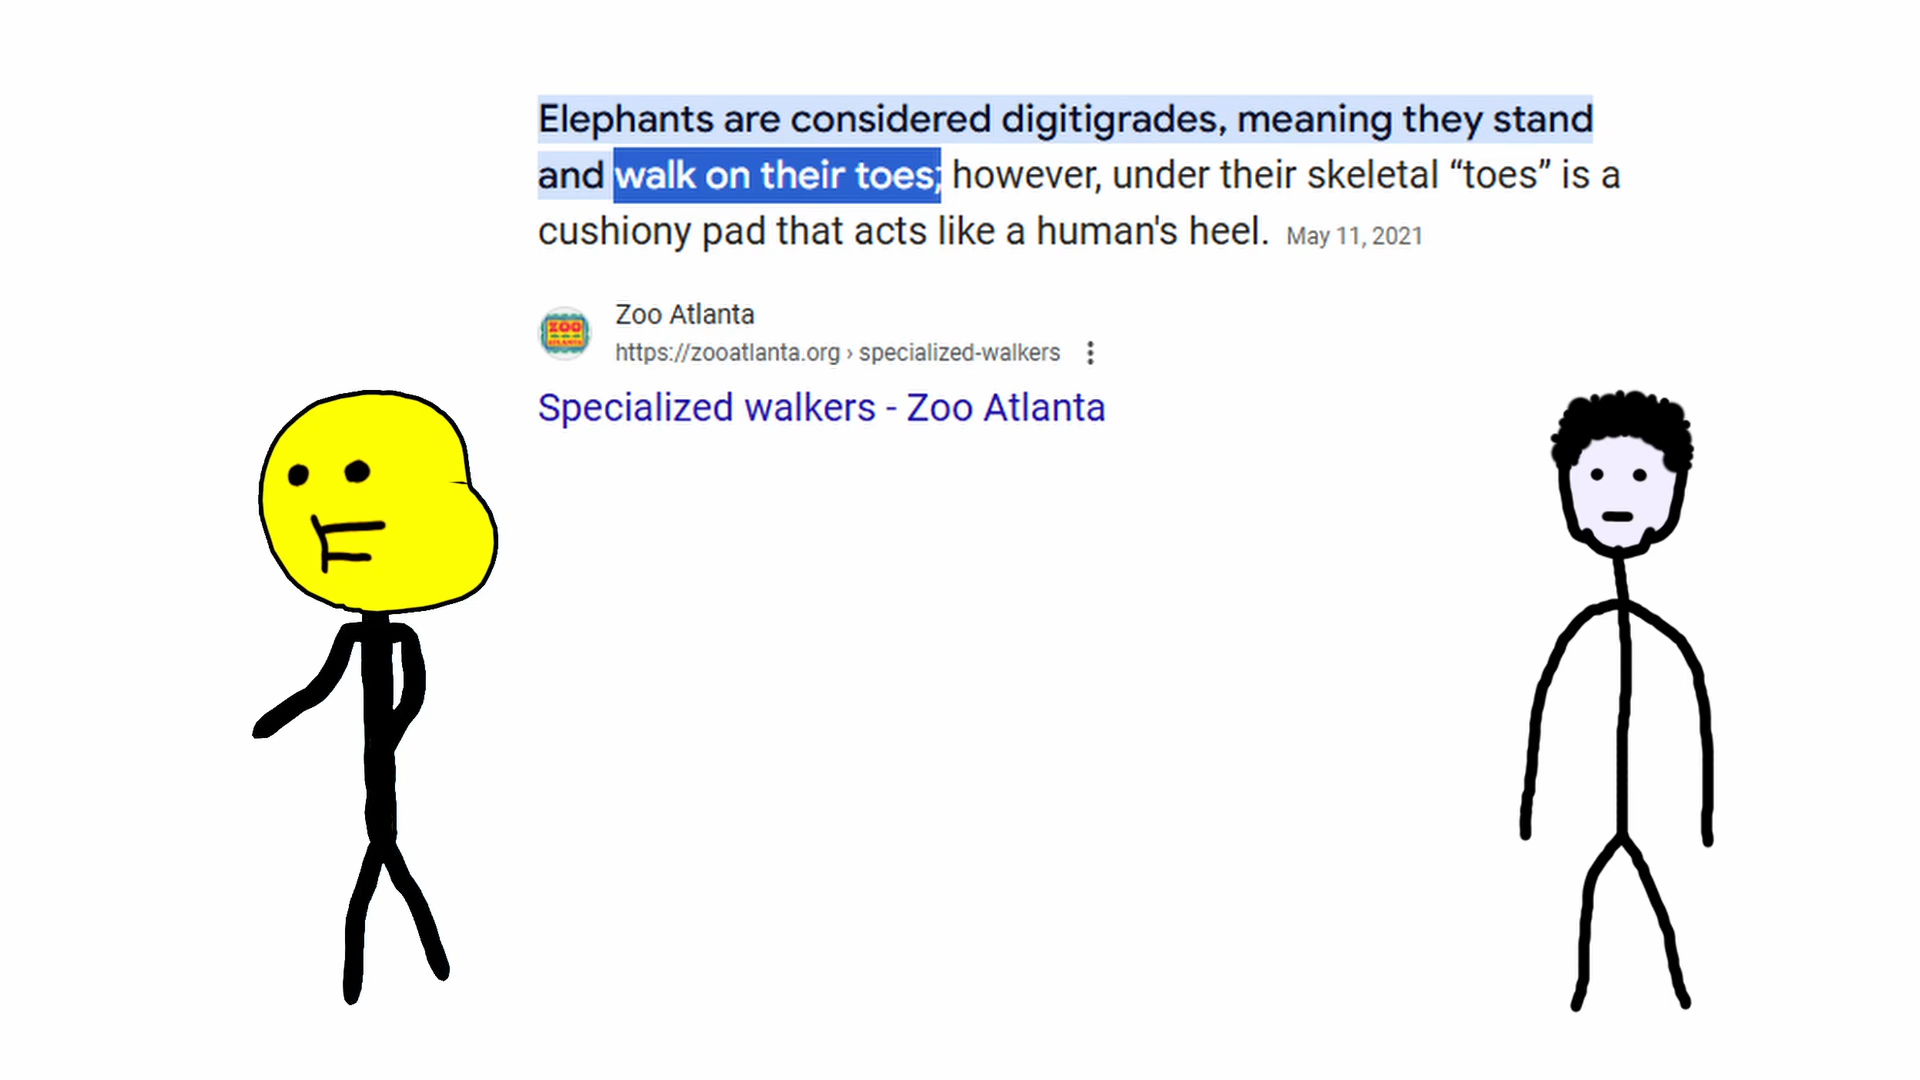 Elephants are considered digitigrades, meaning they stand
and walk on their toes; however, under their skeletal “toes” is a
cushiony pad that acts like a human's heel. May 11, 2021
ZOO
ATLANTA
Zoo Atlanta
https://zooatlanta.org › specialized-walkers
Specialized walkers - Zoo Atlanta